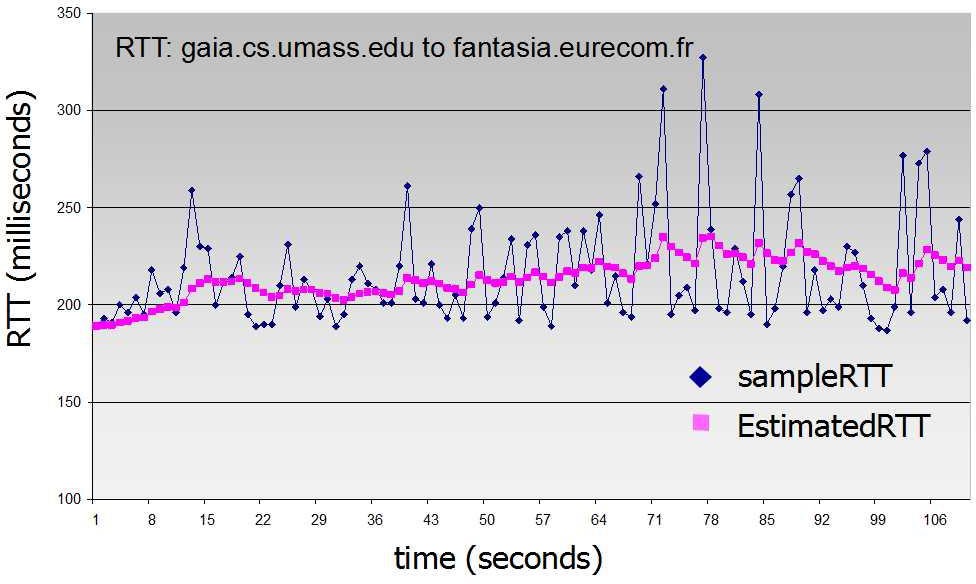 350
RTT: gaia.cs.umass.edu to fantasia.eurecom.fr
300
250
200
150
100
RTT (milliseconds)
sampleRTT
EstimatedRTT
1 8 15 22 29 36 43 50 57 64 71 78 85 92 99 106
time (seconds)